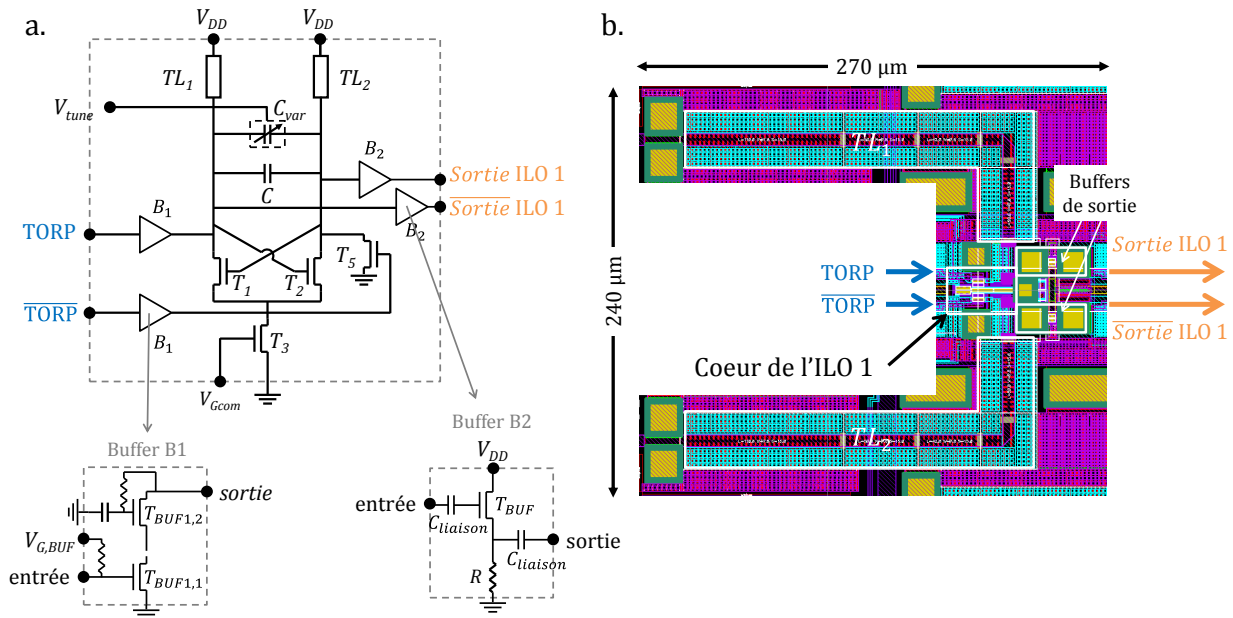 a.
V_DD
V_DD
TL_1
TL_2
V_tune
C_var
B_2
Sortie ILO 1
C
Sortie ILO 1
B_2
B_1
TORP
T_5
T_1
T_2
TORP
B_1
T_3
V_Gcom
Buffer B1
Buffer B2
V_DD
sortie
entrée
T_BUF
T_BUF1,2
C_liaison
V_G,BUF
sortie
C_liaison
entrée
T_BUF1,1
R
b.
270 µm
TL_1
Buffers
de sortie
Sortie ILO 1
TORP
240 µm
TORP
Sortie ILO 1
Coeur de l'ILO 1
TL_2